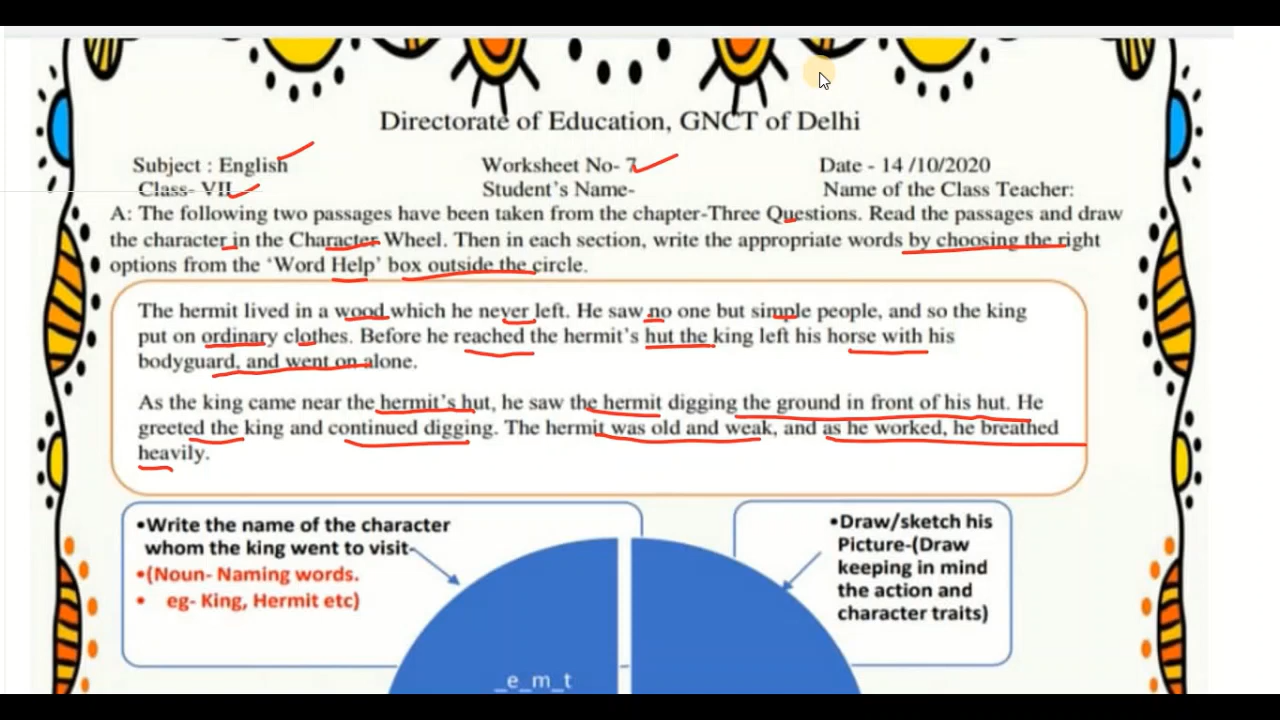 Directorate of Education, GNCT of Delhi
Subject : English
Worksheet No- 7
Date - 14 /10/2020
Class- VII
Student's Name-
Name of the Class Teacher:
A: The following two passages have been taken from the chapter-Three Questions. Read the passages and draw
the character in the Character Wheel. Then in each section, write the appropriate words by choosing the right
options from the 'Word Help' box outside the circle.
The hermit lived in a wood which he never left. He saw no one but simple people, and so the king
put on ordinary clothes. Before he reached the hermit's hut the king left his horse with his
bodyguard, and went on alone.
As the king came near the hermit's hut, he saw the hermit digging the ground in front of his hut. He
greeted the king and continued digging. The hermit was old and weak, and as he worked, he breathed
heavily.
•Write the name of the character
whom the king went to visit-
•(Noun- Naming words.
• eg- King, Hermit etc)
•Draw/sketch his
Picture-(Draw
keeping in mind
the action and
character traits)
_e_m_t